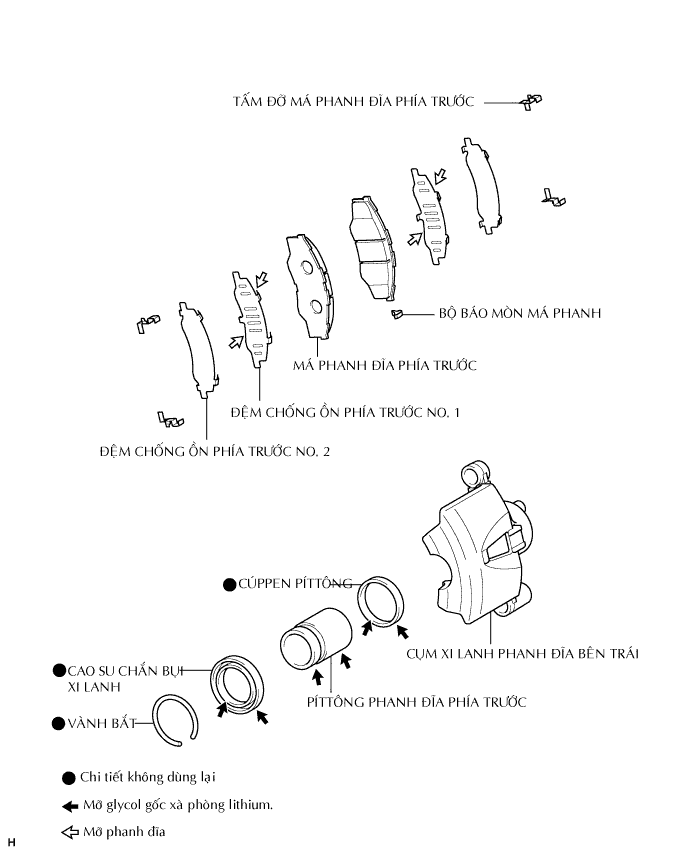 TẤM ĐỠ MÁ PHANH ĐĨA PHÍA TRƯỚC
BỘ BÁO MÒN MÁ PHANH
MÁ PHANH ĐĨA PHÍA TRƯỚC
ĐỆM CHỐNG ỒN PHÍA TRƯỚC NO. 1
ĐỆM CHỐNG ỒN PHÍA TRƯỚC NO. 2
CÚPPEN PÍTTÔNG
CỤM XI LANH PHANH ĐĨA BÊN TRÁI
CAO SU CHẮN BỤI
XI LANH
PÍTTÔNG PHANH ĐĨA PHÍA TRƯỚC
VÀNH BẮT
Chi tiết không dùng lại
Mỡ glycol gốc xà phòng lithium.
Mỡ phanh đĩa
H